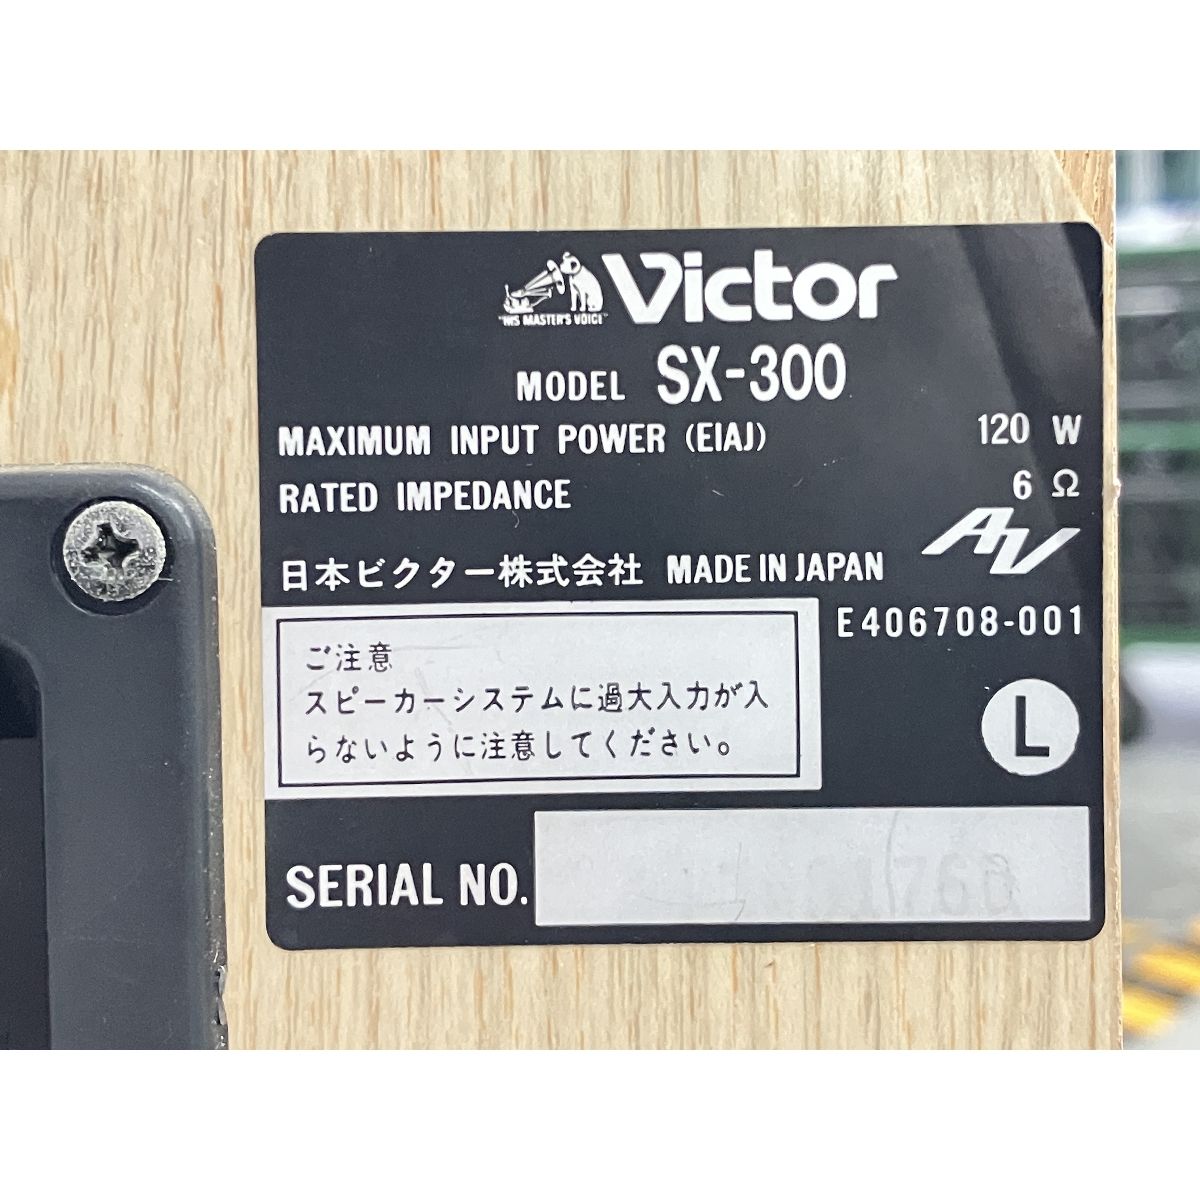 "HIS MASTER'S VOICE" Victor
MODEL SX-300
MAXIMUM INPUT POWER (EIAJ) 120 W
RATED IMPEDANCE 6 Ω
AV
日本ビクター株式会社 MADE IN JAPAN
E406708-001
ご注意
スピーカーシステムに過大入力が入
らないように注意してください。
L
SERIAL NO.